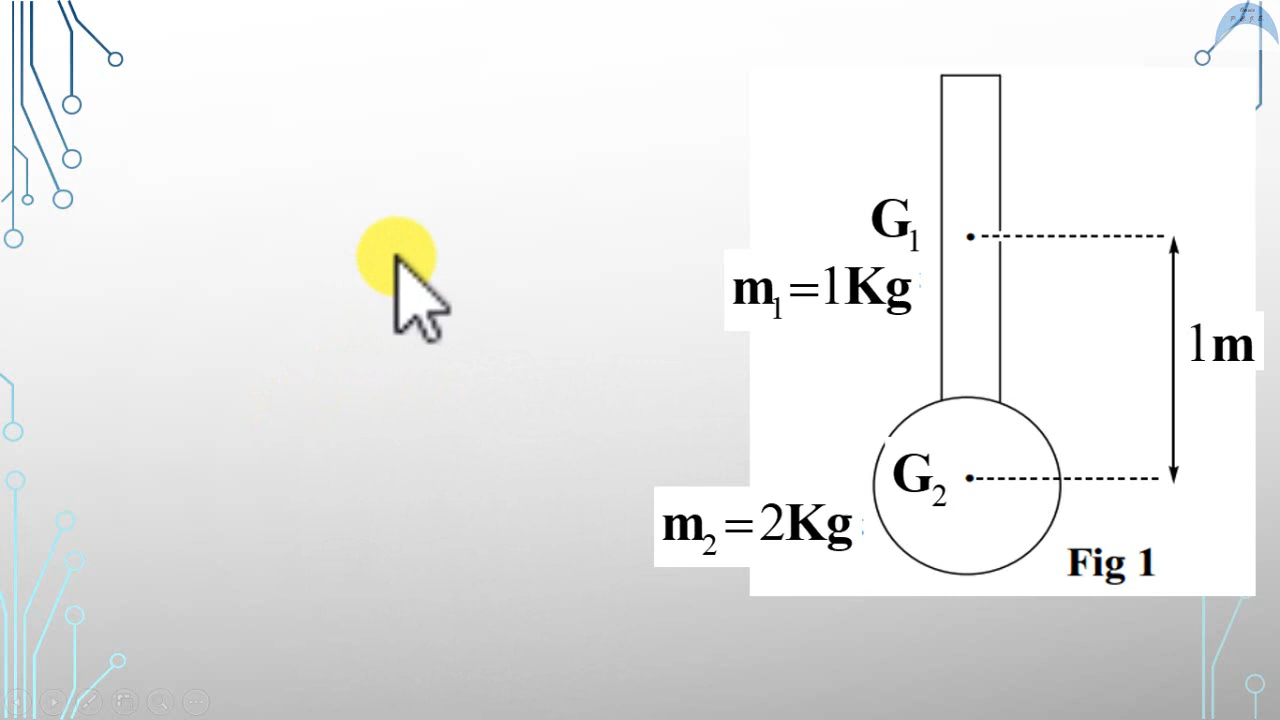 G₁
m₁=1Kg
1m
G₂
m₂=2Kg
Fig 1